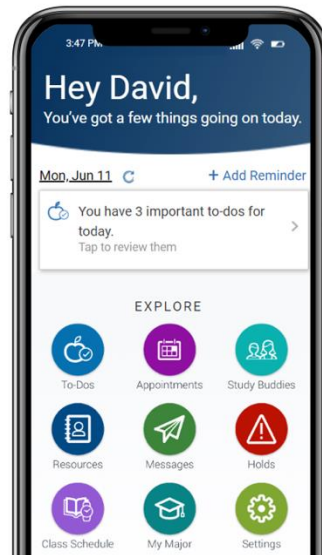 3:47 PM
Hey David,
You've got a few things going on today.
Mon, Jun 11
+ Add Reminder
You have 3 important to-dos for
today.
Tap to review them
EXPLORE
To-Dos Appointments Study Buddies
Resources Messages Holds
Class Schedule My Major Settings